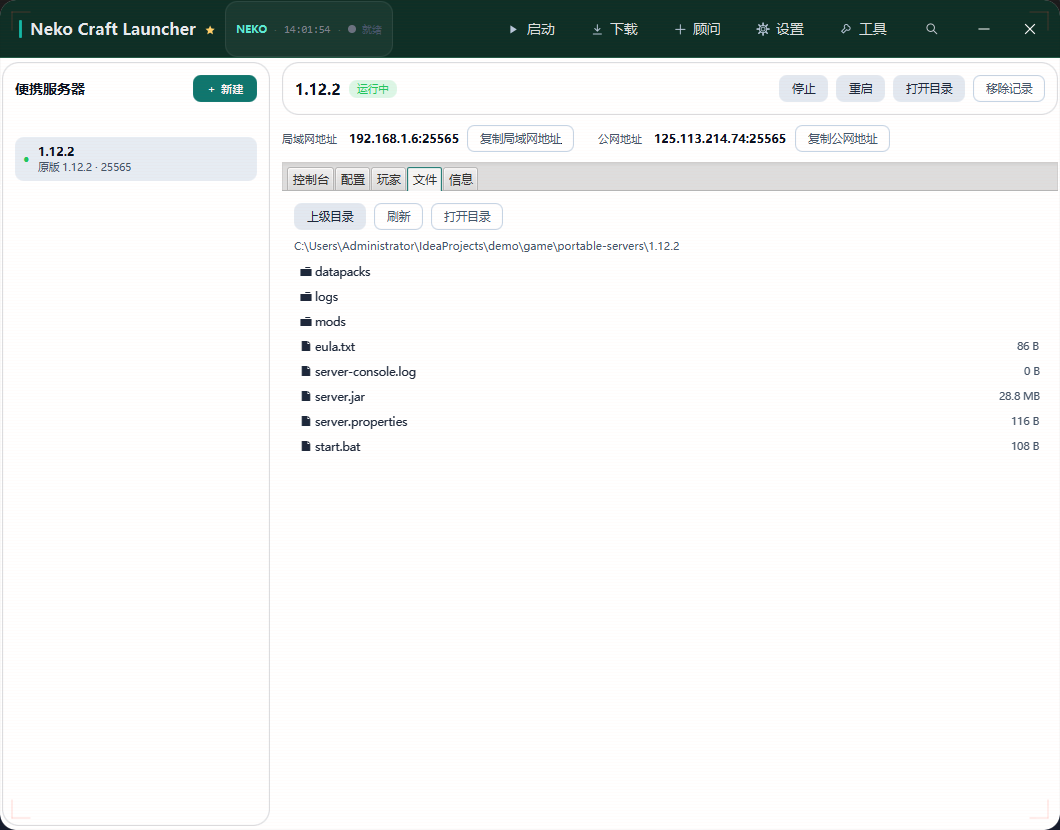 Neko Craft Launcher ★ NEKO · 14:01:54 · 就绪 启动 下载 顾问 设置 工具
便携服务器 + 新建
1.12.2
原版 1.12.2 · 25565
1.12.2 运行中 停止 重启 打开目录 移除记录
局域网地址 192.168.1.6:25565 复制局域网地址 公网地址 125.113.214.74:25565 复制公网地址
控制台 配置 玩家 文件 信息
上级目录 刷新 打开目录
C:\Users\Administrator\IdeaProjects\demo\game\portable-servers\1.12.2
datapacks
logs
mods
eula.txt 86 B
server-console.log 0 B
server.jar 28.8 MB
server.properties 116 B
start.bat 108 B